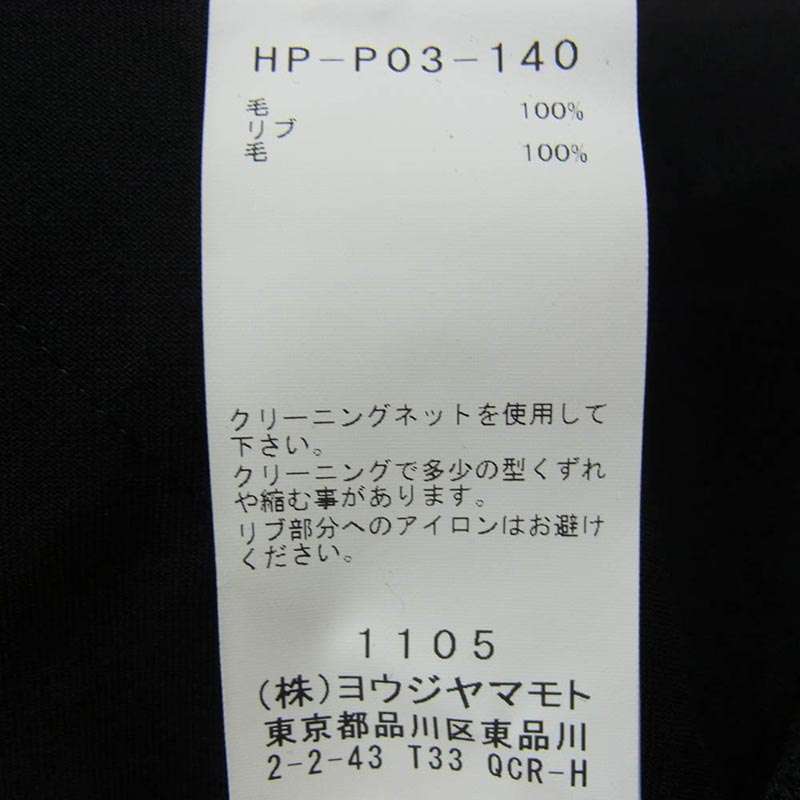 HP-P03-140
毛 100%
リブ
毛 100%
クリーニングネットを使用して
下さい。
クリーニングで多少の型くずれ
や縮む事があります。
リブ部分へのアイロンはお避け
ください。
1105
(株)ヨウジヤマモト
東京都品川区東品川
2-2-43 T33 QCR-H